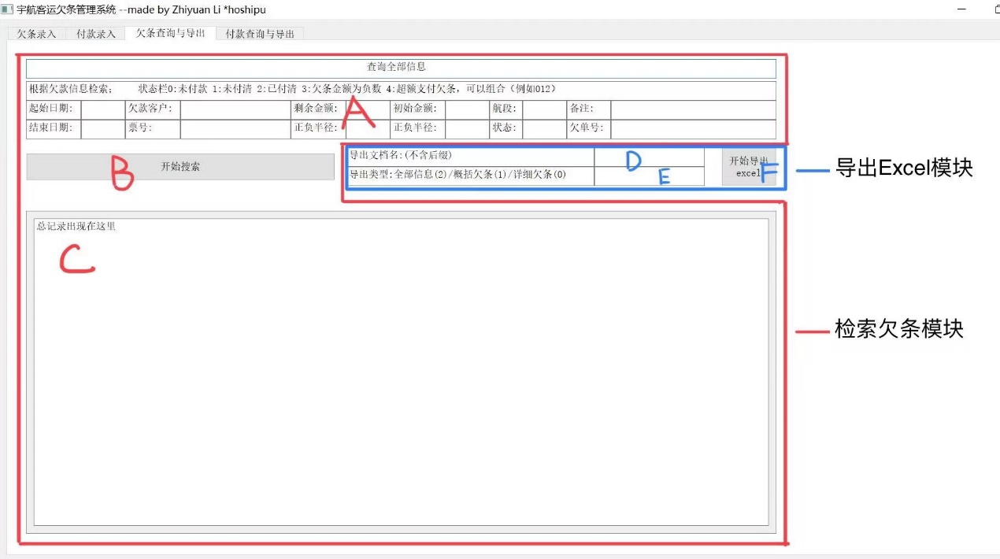 宇航客运欠条管理系统 --made by Zhiyuan Li *hoshipu
欠条录入 付款录入 欠条查询与导出 付款查询与导出
查询全部信息
根据欠款信息检索; 状态栏0:未付款 1:未付清 2:已付清 3:欠条金额为负数 4:超额支付欠条，可以组合（例如012）
起始日期: 欠款客户: 剩余金额: 初始金额: 航段: 备注:
A
结束日期: 票号: 正负半径: 正负半径: 状态: 欠单号:
导出文档名:(不含后缀) D
开始搜索
B
导出类型:全部信息(2)/概括欠条(1)/详细欠条(0) E
开始导出
excel F
导出Excel模块
总记录出现在这里
C
检索欠条模块